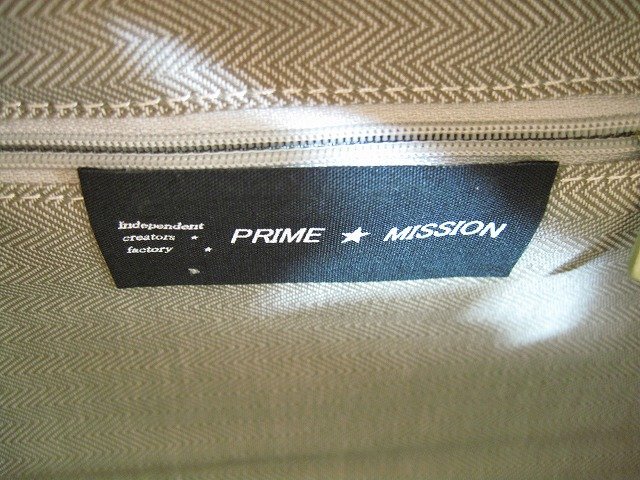 Independent
creators
factory
PRIME ★ MISSION